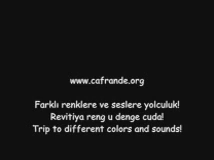 www.cafrande.org
Farklı renklere ve seslere yolculuk!
Revitiya reng u denge cuda!
Trip to different colors and sounds!